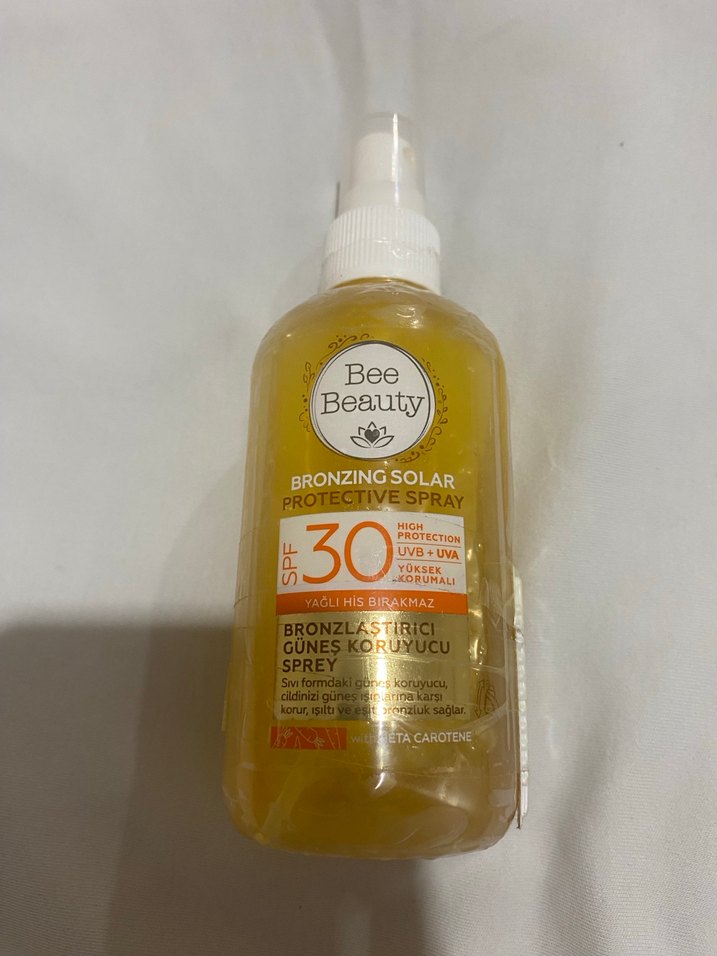 Bee
Beauty
BRONZING SOLAR
PROTECTIVE SPRAY
SPF 30
HIGH
PROTECTION
UVB + UVA
YÜKSEK
KORUMALI
YAĞLI HİS BIRAKMAZ
BRONZLAŞTIRICI
GÜNEŞ KORUYUCU
SPREY
Sıvı formdaki güneş koruyucu,
cildinizi güneş ışınlarına karşı
korur, ışıltı ve eşit bronzluk sağlar.
with BETA CAROTENE